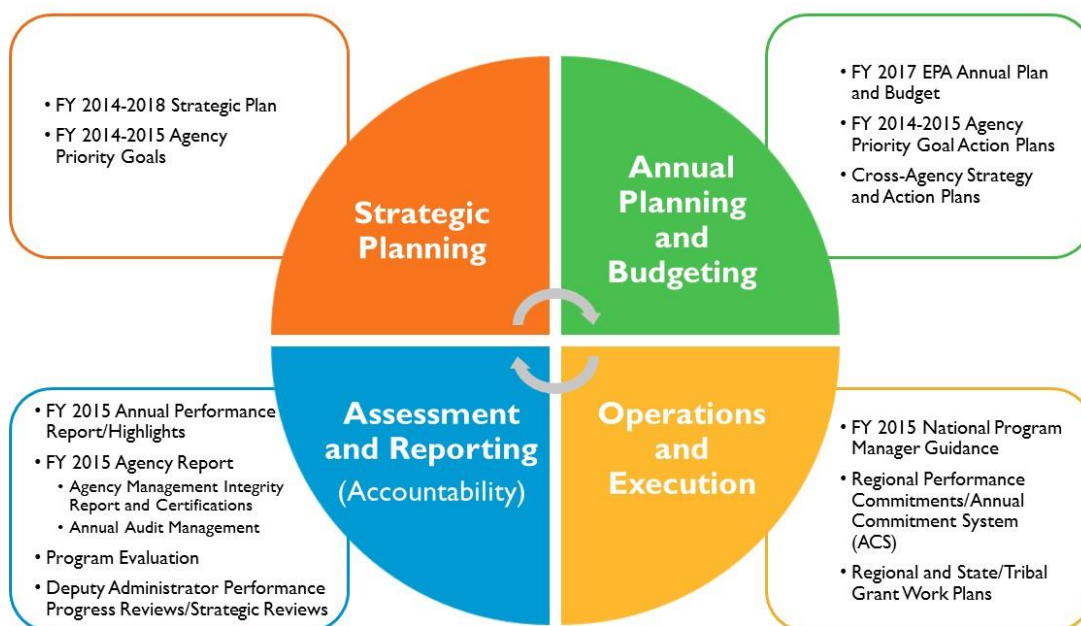 • FY 2014-2018 Strategic Plan
• FY 2014-2015 Agency
Priority Goals
Strategic
Planning
Annual
Planning
and
Budgeting
• FY 2017 EPA Annual Plan
and Budget
• FY 2014-2015 Agency
Priority Goal Action Plans
• Cross-Agency Strategy
and Action Plans
• FY 2015 Annual Performance
Report/Highlights
• FY 2015 Agency Report
• Agency Management Integrity
Report and Certifications
• Annual Audit Management
• Program Evaluation
• Deputy Administrator Performance
Progress Reviews/Strategic Reviews
Assessment
and Reporting
(Accountability)
Operations
and
Execution
• FY 2015 National Program
Manager Guidance
• Regional Performance
Commitments/Annual
Commitment System
(ACS)
• Regional and State/Tribal
Grant Work Plans